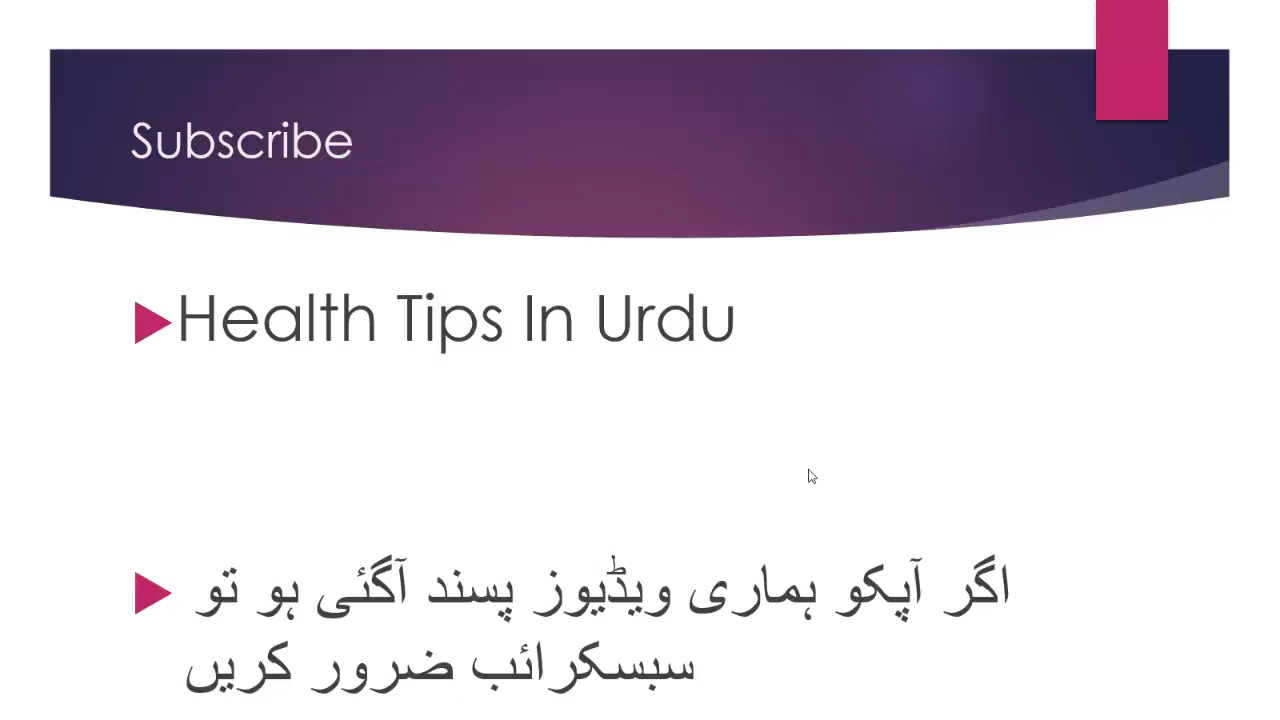 Subscribe
Health Tips In Urdu
اگر آپکو ہماری ویڈیوز پسند آگئی ہو تو
سبسکرائب ضرور کریں